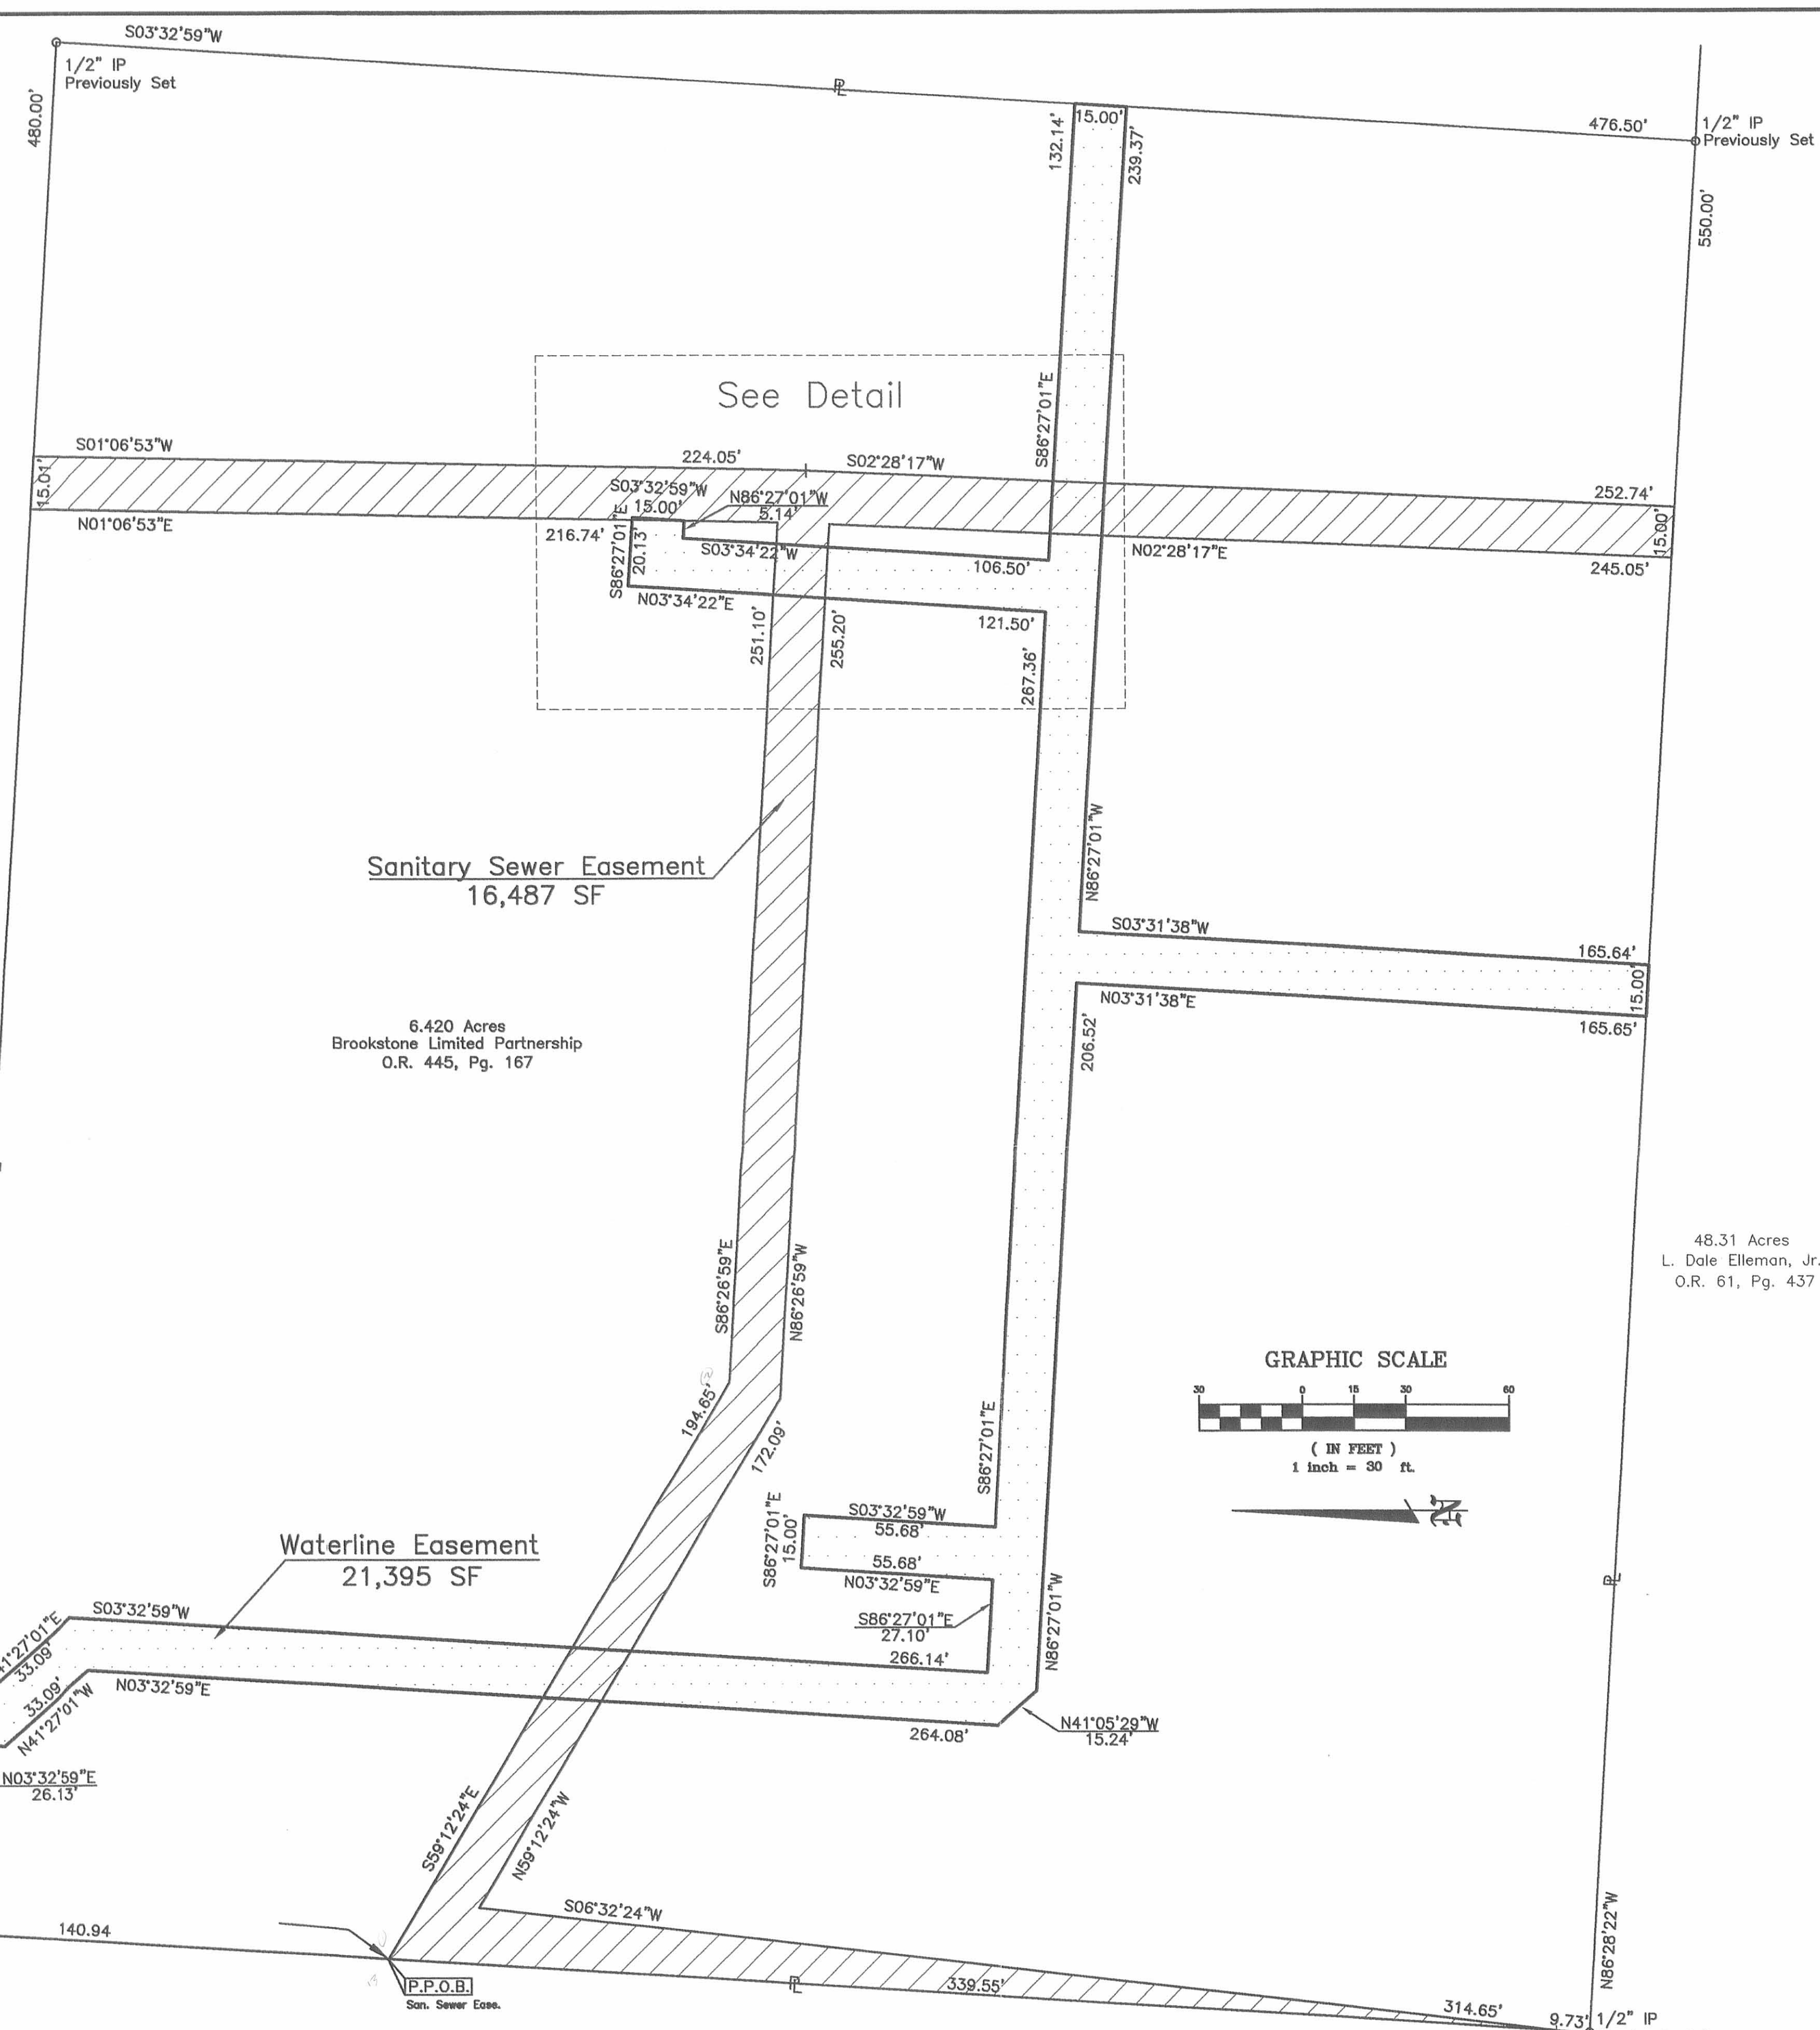 S03°32'59"W
1/2" IP
Previously Set
480.00'
PL
15.00'
132.14'
239.37'
476.50'
1/2" IP
Previously Set
550.00'
See Detail
S86°27'01"E
S01°06'53"W
224.05'
S02°28'17"W
252.74'
15.01'
S03°32'59"W
15.00'
N86°27'01"W
5.14'
N01°06'53"E
216.74'
S86°27'01"E
20.13'
S03°34'22"W
106.50'
N02°28'17"E
15.00'
245.05'
N03°34'22"E
121.50'
251.10'
255.20'
267.36'
Sanitary Sewer Easement
16,487 SF
N86°27'01"W
S03°31'38"W
165.64'
15.00'
N03°31'38"E
165.65'
206.52'
6.420 Acres
Brookstone Limited Partnership
O.R. 445, Pg. 167
48.31 Acres
L. Dale Elleman, Jr.
O.R. 61, Pg. 437
S86°26'59"E
N86°26'59"W
GRAPHIC SCALE
30 0 15 30 60
( IN FEET )
1 inch = 30 ft.
N
194.65'
172.09'
S86°27'01"E
S03°32'59"W
55.68'
S86°27'01"E
15.00'
55.68'
N03°32'59"E
Waterline Easement
21,395 SF
S86°27'01"E
27.10'
N86°27'01"W
PL
S03°32'59"W
41°27'01"E
33.09'
33.09'
N41°27'01"W
N03°32'59"E
266.14'
264.08'
N41°05'29"W
15.24'
N03°32'59"E
26.13'
S59°12'24"E
N59°12'24"W
S06°32'24"W
140.94
P.P.O.B.
San. Sewer Ease.
PL
339.55'
314.65'
N86°28'22"W
9.73'
1/2" IP